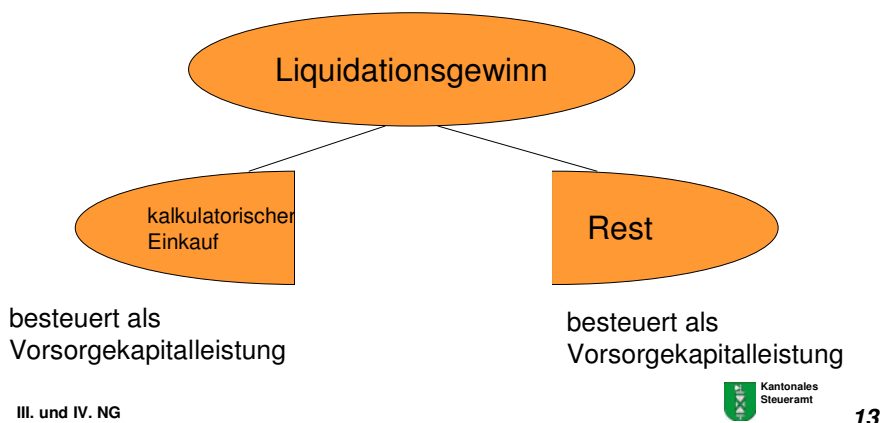 Liquidationsgewinn
kalkulatorischer
Einkauf
Rest
besteuert als
Vorsorgekapitalleistung
besteuert als
Vorsorgekapitalleistung
III. und IV. NG
Kantonales
Steueramt
13